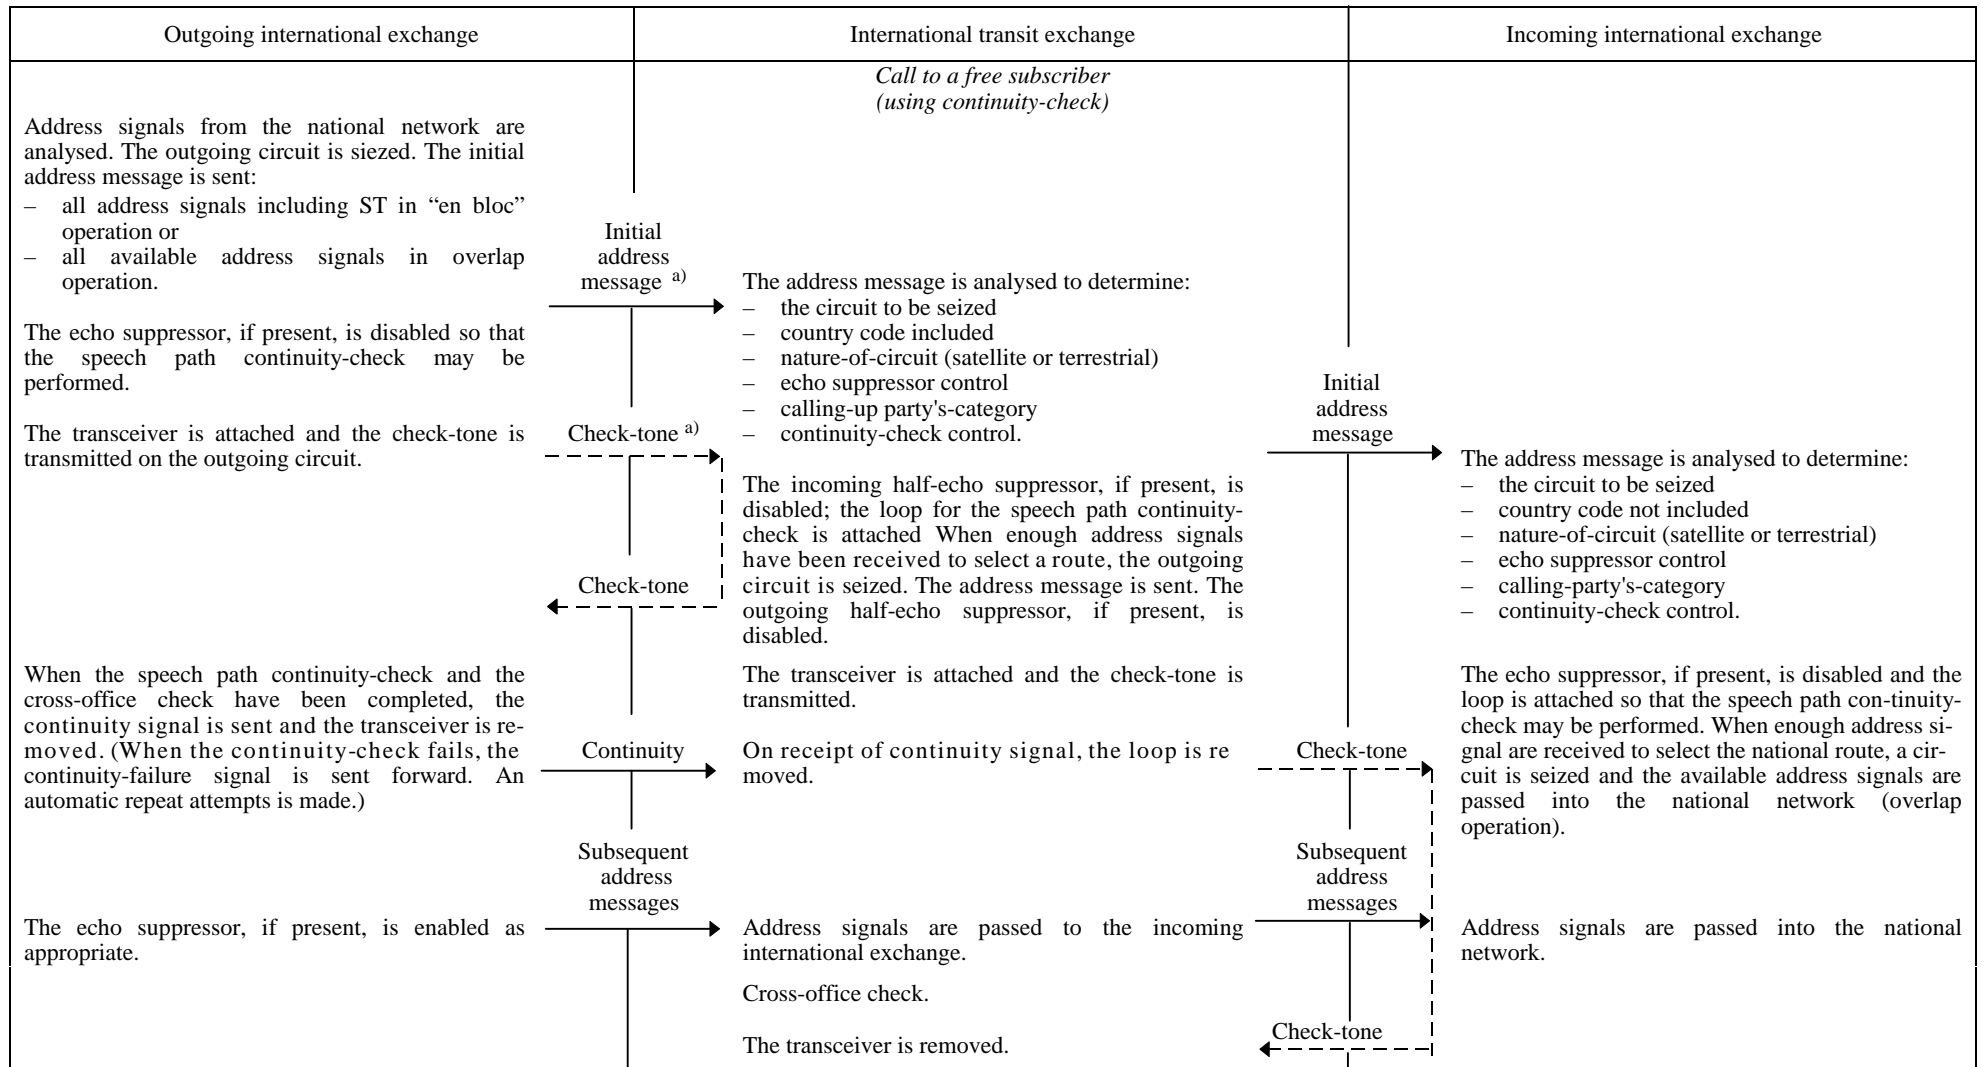 Outgoing international exchange
International transit exchange
Incoming international exchange
Call to a free subscriber
(using continuity-check)
Address signals from the national network are
analysed. The outgoing circuit is siezed. The initial
address message is sent:
– all address signals including ST in “en bloc”
operation or
– all available address signals in overlap
operation.
The echo suppressor, if present, is disabled so that
the speech path continuity-check may be
performed.
The transceiver is attached and the check-tone is
transmitted on the outgoing circuit.
When the speech path continuity-check and the
cross-office check have been completed, the
continuity signal is sent and the transceiver is re-
moved. (When the continuity-check fails, the
continuity-failure signal is sent forward. An
automatic repeat attempts is made.)
The echo suppressor, if present, is enabled as
appropriate.
Initial
address
message a)
Check-tone a)
Check-tone
Continuity
Subsequent
address
messages
The address message is analysed to determine:
– the circuit to be seized
– country code included
– nature-of-circuit (satellite or terrestrial)
– echo suppressor control
– calling-up party's-category
– continuity-check control.
The incoming half-echo suppressor, if present, is
disabled; the loop for the speech path continuity-
check is attached When enough address signals
have been received to select a route, the outgoing
circuit is seized. The address message is sent. The
outgoing half-echo suppressor, if present, is
disabled.
The transceiver is attached and the check-tone is
transmitted.
On receipt of continuity signal, the loop is re
moved.
Address signals are passed to the incoming
international exchange.
Cross-office check.
The transceiver is removed.
Initial
address
message
Check-tone
Subsequent
address
messages
Check-tone
The address message is analysed to determine:
– the circuit to be seized
– country code not included
– nature-of-circuit (satellite or terrestrial)
– echo suppressor control
– calling-party's-category
– continuity-check control.
The echo suppressor, if present, is disabled and the
loop is attached so that the speech path con-tinuity-
check may be performed. When enough address si-
gnal are received to select the national route, a cir-
cuit is seized and the available address signals are
passed into the national network (overlap
operation).
Address signals are passed into the national
network.